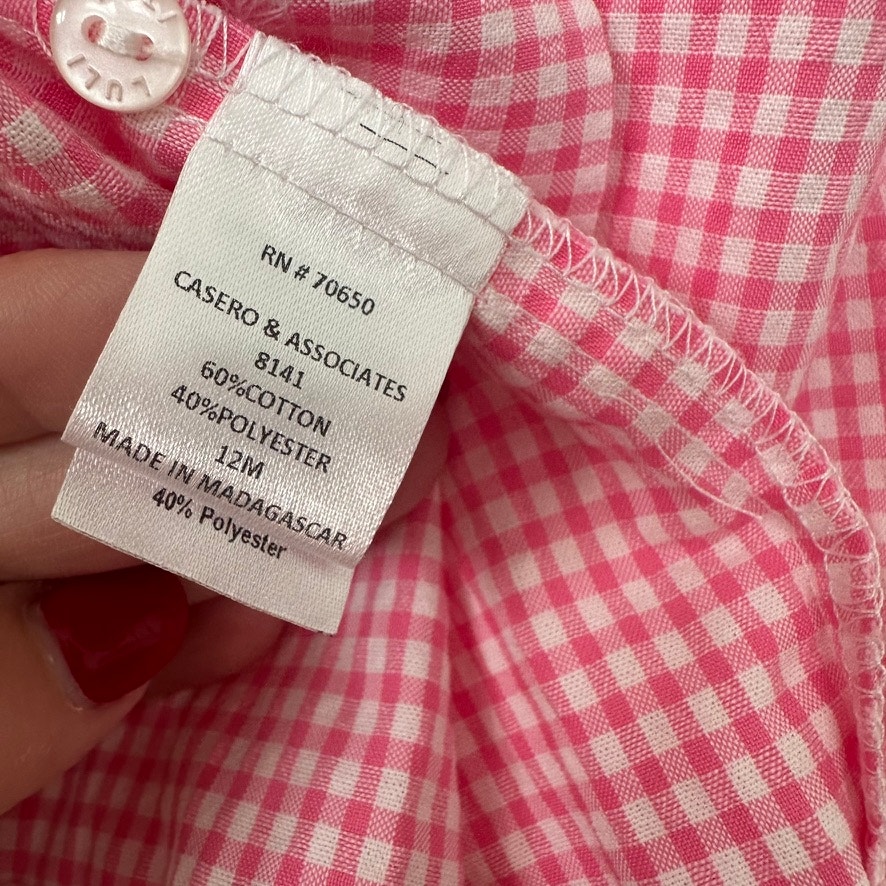 LULI
RN # 70650
CASERO & ASSOCIATES
8141
60%COTTON
40%POLYESTER
12M
MADE IN MADAGASCAR
40% Polyester